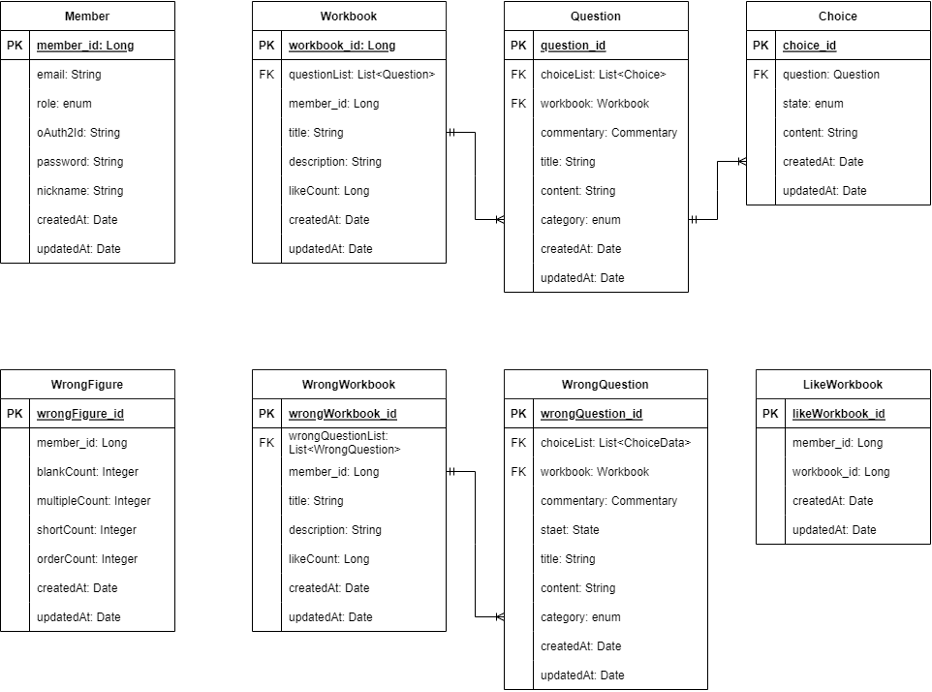 Member
PK member_id: Long
email: String
role: enum
oAuth2Id: String
password: String
nickname: String
createdAt: Date
updatedAt: Date
Workbook
PK workbook_id: Long
FK questionList: List<Question>
member_id: Long
title: String
description: String
likeCount: Long
createdAt: Date
updatedAt: Date
Question
PK question_id
FK choiceList: List<Choice>
FK workbook: Workbook
commentary: Commentary
title: String
content: String
category: enum
createdAt: Date
updatedAt: Date
Choice
PK choice_id
FK question: Question
state: enum
content: String
createdAt: Date
updatedAt: Date
WrongFigure
PK wrongFigure_id
member_id: Long
blankCount: Integer
multipleCount: Integer
shortCount: Integer
orderCount: Integer
createdAt: Date
updatedAt: Date
WrongWorkbook
PK wrongWorkbook_id
FK wrongQuestionList:
List<WrongQuestion>
member_id: Long
title: String
description: String
likeCount: Long
createdAt: Date
updatedAt: Date
WrongQuestion
PK wrongQuestion_id
FK choiceList: List<ChoiceData>
FK workbook: Workbook
commentary: Commentary
staet: State
title: String
content: String
category: enum
createdAt: Date
updatedAt: Date
LikeWorkbook
PK likeWorkbook_id
member_id: Long
workbook_id: Long
createdAt: Date
updatedAt: Date